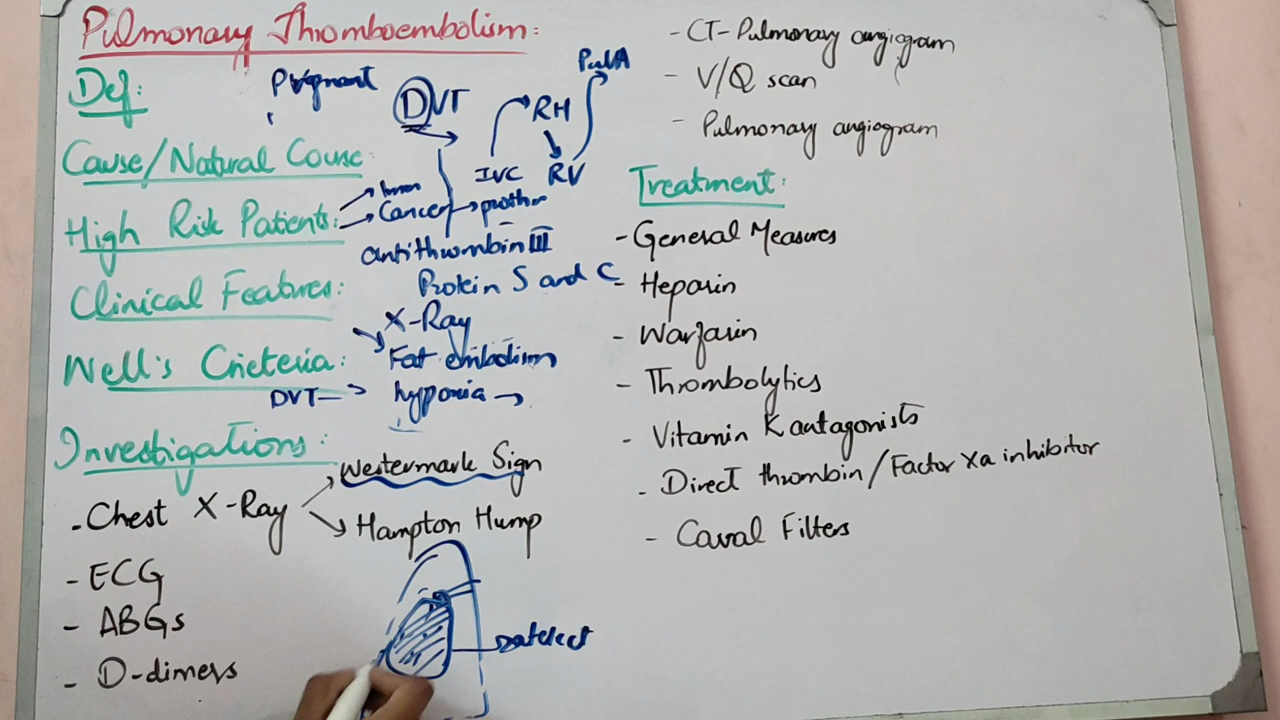 Pulmonary Thromboembolism:
Def:
Prignant
DVT
IVC
RH
RV
PulA
Cause/Natural Couse
High Risk Patients:
Cancer
antithrombin III
Protein S and C
Clinical Features:
X-Ray
Fat embolism
Well's Crieteria:
DVT
hypoxia
Investigations:
- Chest X-Ray
Westermark Sign
Hampton Hump
- ECG
- ABGs
- D-dimers
- CT-Pulmonary angiogram
- V/Q scan
- Pulmonary angiogram
Treatment:
- General Measures
- Heparin
- Warfarin
- Thrombolytics
- Vitamin K antagonists
- Direct thrombin/Factor Xa inhibitor
- Caval Filters